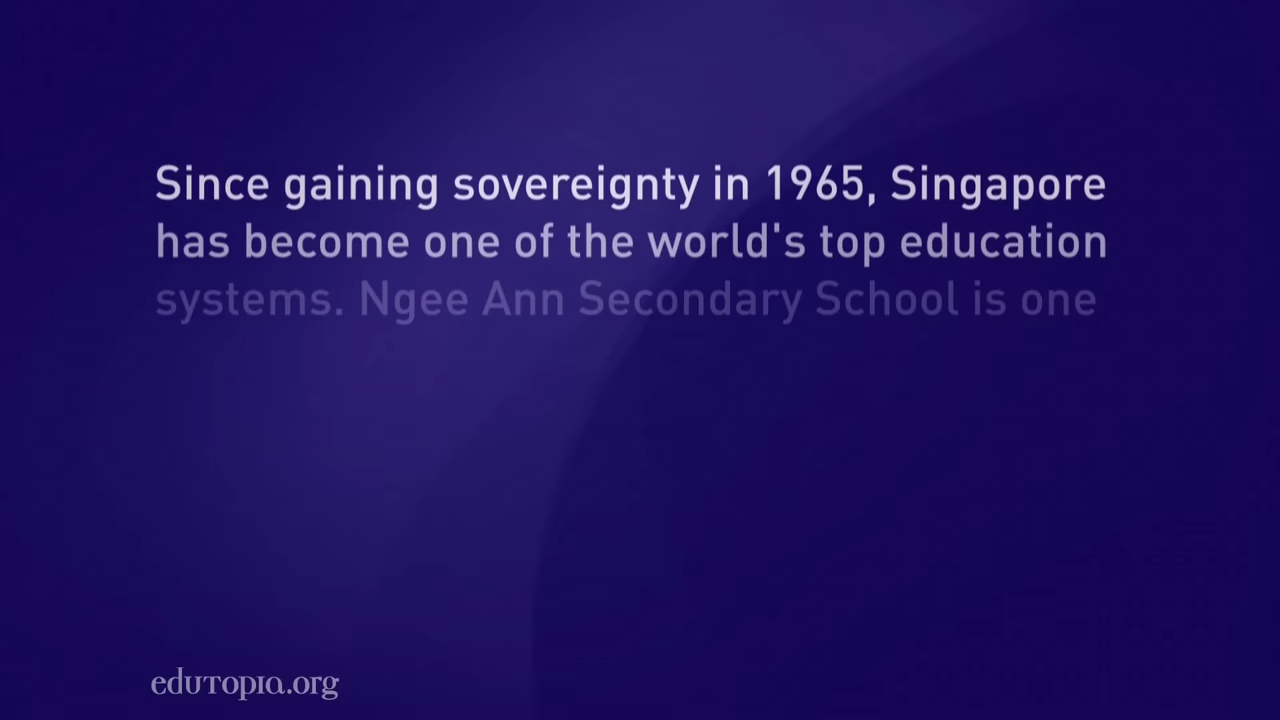 Since gaining sovereignty in 1965, Singapore
has become one of the world's top education
systems. Ngee Ann Secondary School is one
edutopia.org